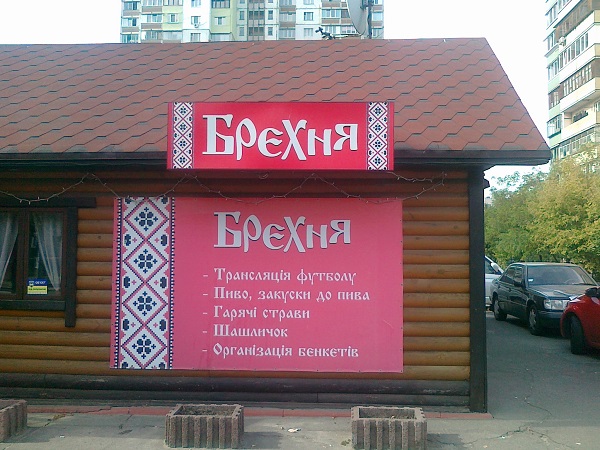 Брехня
Брехня
- Трансляція футболу
- Пиво, закуски до пива
- Гарячі страви
- Шашличок
- Організація бенкетів